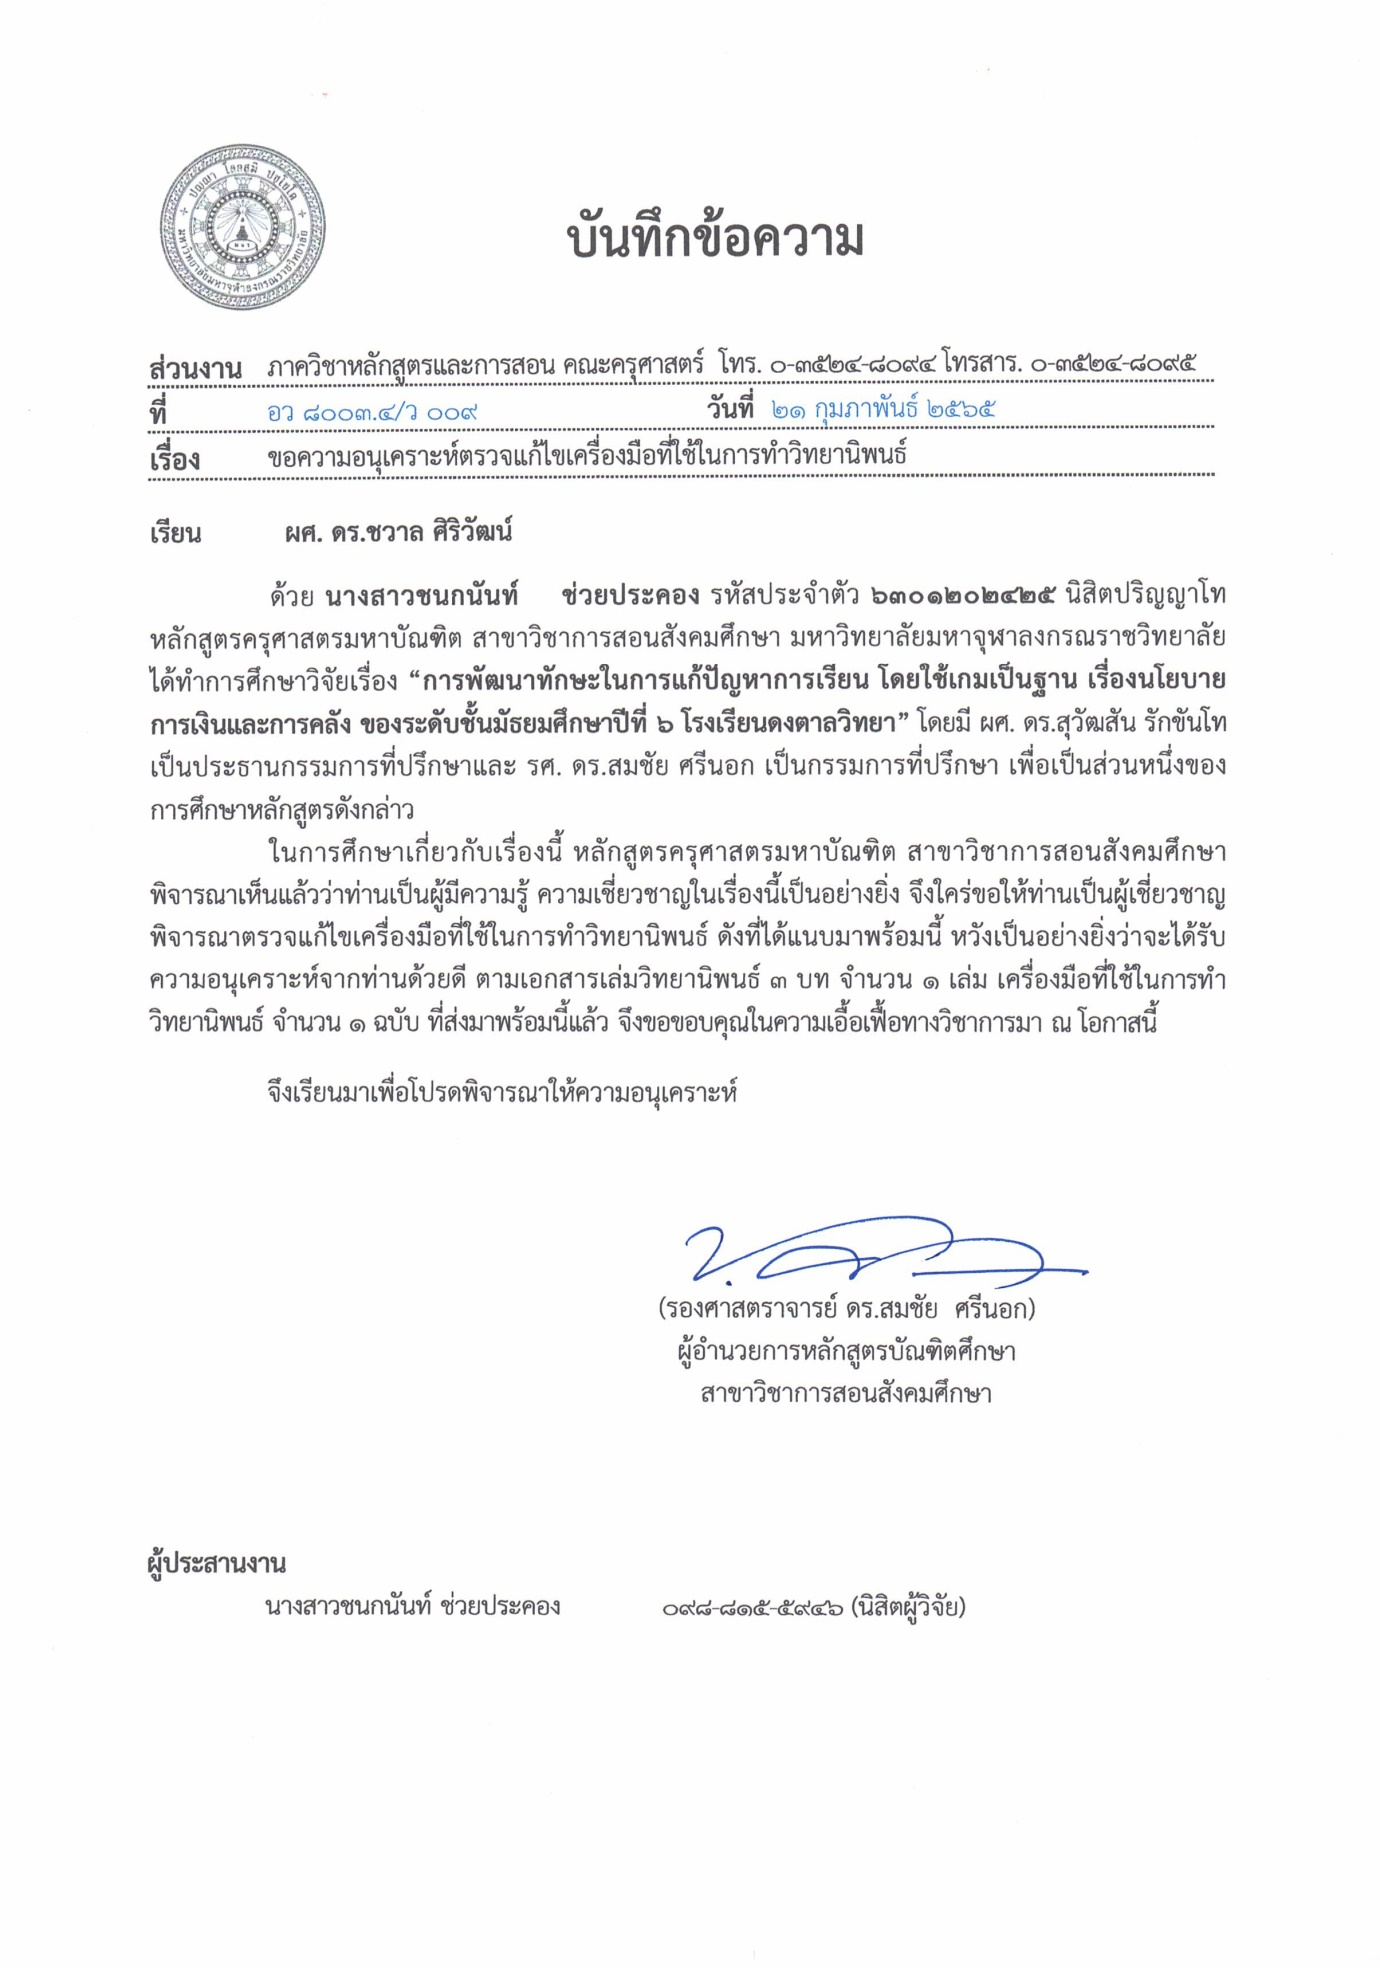 ปญฺญา โลกสฺมิ ปชฺโชโต
มหาวิทยาลัยมหาจุฬาลงกรณราชวิทยาลัย
บันทึกข้อความ
ส่วนงาน ภาควิชาหลักสูตรและการสอน คณะครุศาสตร์ โทร. ๐-๓๕๒๔-๘๐๙๔ โทรสาร. ๐-๓๕๒๔-๘๐๙๕
ที่ อว ๘๐๐๓.๔/ว ๐๐๙ วันที่ ๒๑ กุมภาพันธ์ ๒๕๖๕
เรื่อง ขอความอนุเคราะห์ตรวจแก้ไขเครื่องมือที่ใช้ในการทำวิทยานิพนธ์
เรียน ผศ. ดร.ชวาล ศิริวัฒน์
ด้วย นางสาวชนกนันท์ ช่วยประคอง รหัสประจำตัว ๖๓๐๑๒๐๒๔๒๕ นิสิตปริญญาโท
หลักสูตรครุศาสตรมหาบัณฑิต สาขาวิชาการสอนสังคมศึกษา มหาวิทยาลัยมหาจุฬาลงกรณราชวิทยาลัย
ได้ทำการศึกษาวิจัยเรื่อง “การพัฒนาทักษะในการแก้ปัญหาการเรียน โดยใช้เกมเป็นฐาน เรื่องนโยบาย
การเงินและการคลัง ของระดับชั้นมัธยมศึกษาปีที่ ๖ โรงเรียนดงตาลวิทยา” โดยมี ผศ. ดร.สุวัฒสัน รักขันโท
เป็นประธานกรรมการที่ปรึกษาและ รศ. ดร.สมชัย ศรีนอก เป็นกรรมการที่ปรึกษา เพื่อเป็นส่วนหนึ่งของ
การศึกษาหลักสูตรดังกล่าว
ในการศึกษาเกี่ยวกับเรื่องนี้ หลักสูตรครุศาสตรมหาบัณฑิต สาขาวิชาการสอนสังคมศึกษา
พิจารณาเห็นแล้วว่าท่านเป็นผู้มีความรู้ ความเชี่ยวชาญในเรื่องนี้เป็นอย่างยิ่ง จึงใคร่ขอให้ท่านเป็นผู้เชี่ยวชาญ
พิจารณาตรวจแก้ไขเครื่องมือที่ใช้ในการทำวิทยานิพนธ์ ดังที่ได้แนบมาพร้อมนี้ หวังเป็นอย่างยิ่งว่าจะได้รับ
ความอนุเคราะห์จากท่านด้วยดี ตามเอกสารเล่มวิทยานิพนธ์ ๓ บท จำนวน ๑ เล่ม เครื่องมือที่ใช้ในการทำ
วิทยานิพนธ์ จำนวน ๑ ฉบับ ที่ส่งมาพร้อมนี้แล้ว จึงขอขอบคุณในความเอื้อเฟื้อทางวิชาการมา ณ โอกาสนี้
จึงเรียนมาเพื่อโปรดพิจารณาให้ความอนุเคราะห์
(รองศาสตราจารย์ ดร.สมชัย ศรีนอก)
ผู้อำนวยการหลักสูตรบัณฑิตศึกษา
สาขาวิชาการสอนสังคมศึกษา
ผู้ประสานงาน
นางสาวชนกนันท์ ช่วยประคอง ๐๙๘-๘๑๕-๕๙๔๖ (นิสิตผู้วิจัย)